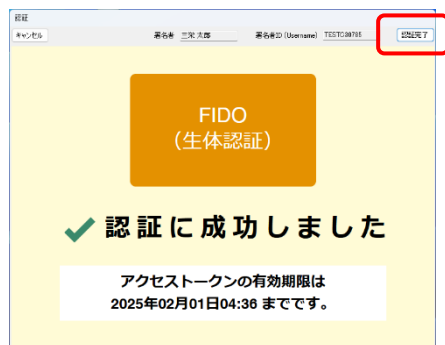 認証
キャンセル 署名者 三栄 太郎 署名者ID (Username) TESTC39785 認証完了
FIDO
(生体認証)
認証に成功しました
アクセストークンの有効期限は
2025年02月01日04:36 までです。